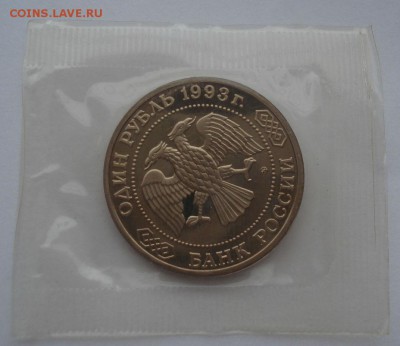 COINS.LAVE.RU
ОДИН РУБЛЬ 1993 г.
БАНК РОССИИ